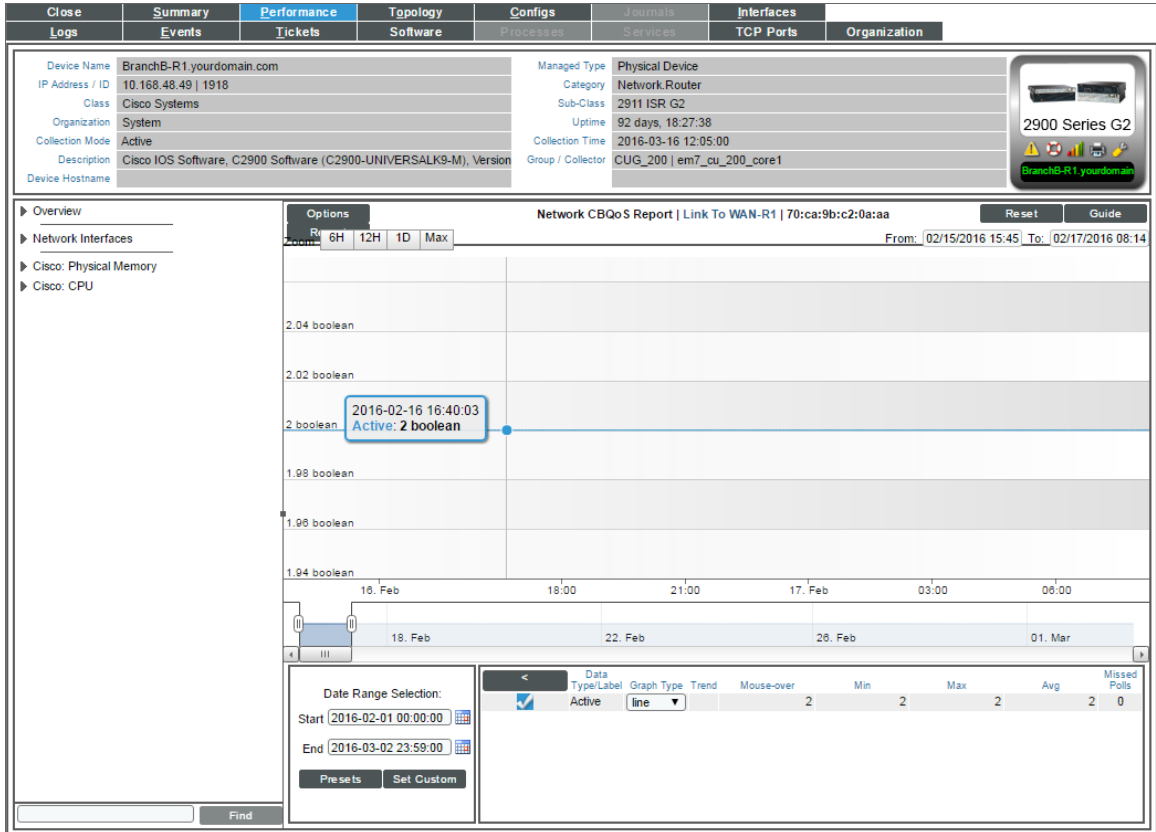 Close Summary Performance Topology Configs Journals Interfaces
Logs Events Tickets Software Processes Services TCP Ports Organization
Device Name BranchB-R1.yourdomain.com Managed Type Physical Device
IP Address / ID 10.168.48.49 | 1918 Category Network.Router
Class Cisco Systems Sub-Class 2911 ISR G2
Organization System Uptime 92 days, 18:27:38
Collection Mode Active Collection Time 2016-03-16 12:05:00
Description Cisco IOS Software, C2900 Software (C2900-UNIVERSALK9-M), Version Group / Collector CUG_200 | em7_cu_200_core1
Device Hostname
2900 Series G2
BranchB-R1.yourdomain
Overview
Network Interfaces
Cisco: Physical Memory
Cisco: CPU
Options Network CBQoS Report | Link To WAN-R1 | 70:ca:9b:c2:0a:aa Reset Guide
Zoom 6H 12H 1D Max From: 02/15/2016 15:45 To: 02/17/2016 08:14
2.04 boolean
2.02 boolean
2016-02-16 16:40:03
Active: 2 boolean
2 boolean
1.98 boolean
1.96 boolean
1.94 boolean
16. Feb 18:00 21:00 17. Feb 03:00 06:00
18. Feb 22. Feb 26. Feb 01. Mar
Date Range Selection:
Start 2016-02-01 00:00:00
End 2016-03-02 23:59:00
Presets Set Custom
< Data Type/Label Graph Type Trend Mouse-over Min Max Avg Missed Polls
Active line 2 2 2 2 0
Find